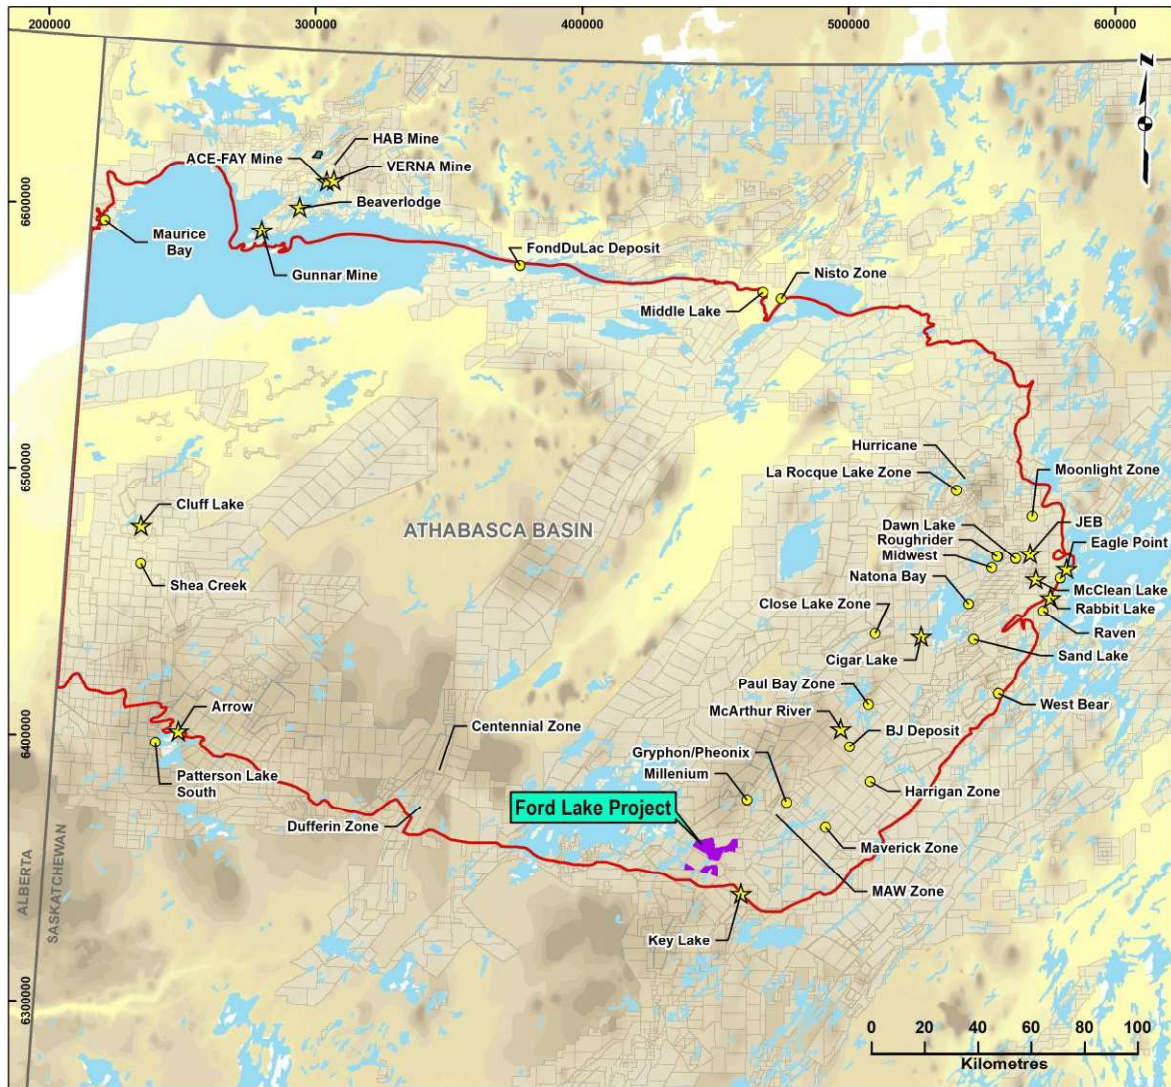 200000
300000
400000
500000
600000
N
HAB Mine
ACE-FAY Mine
VERNA Mine
6600000
Beaverlodge
Maurice
Bay
FondDuLac Deposit
Gunnar Mine
Nisto Zone
Middle Lake
6500000
Hurricane
La Rocque Lake Zone
Moonlight Zone
Cluff Lake
ATHABASCA BASIN
Dawn Lake
JEB
Roughrider
Eagle Point
Midwest
Shea Creek
Natona Bay
McClean Lake
Close Lake Zone
Rabbit Lake
Raven
Cigar Lake
Sand Lake
Paul Bay Zone
Arrow
West Bear
6400000
McArthur River
Centennial Zone
BJ Deposit
Gryphon/Pheonix
Patterson Lake
South
Millenium
Harrigan Zone
Ford Lake Project
Dufferin Zone
Maverick Zone
ALBERTA
SASKATCHEWAN
MAW Zone
Key Lake
6300000
0 20 40 60 80 100
Kilometres